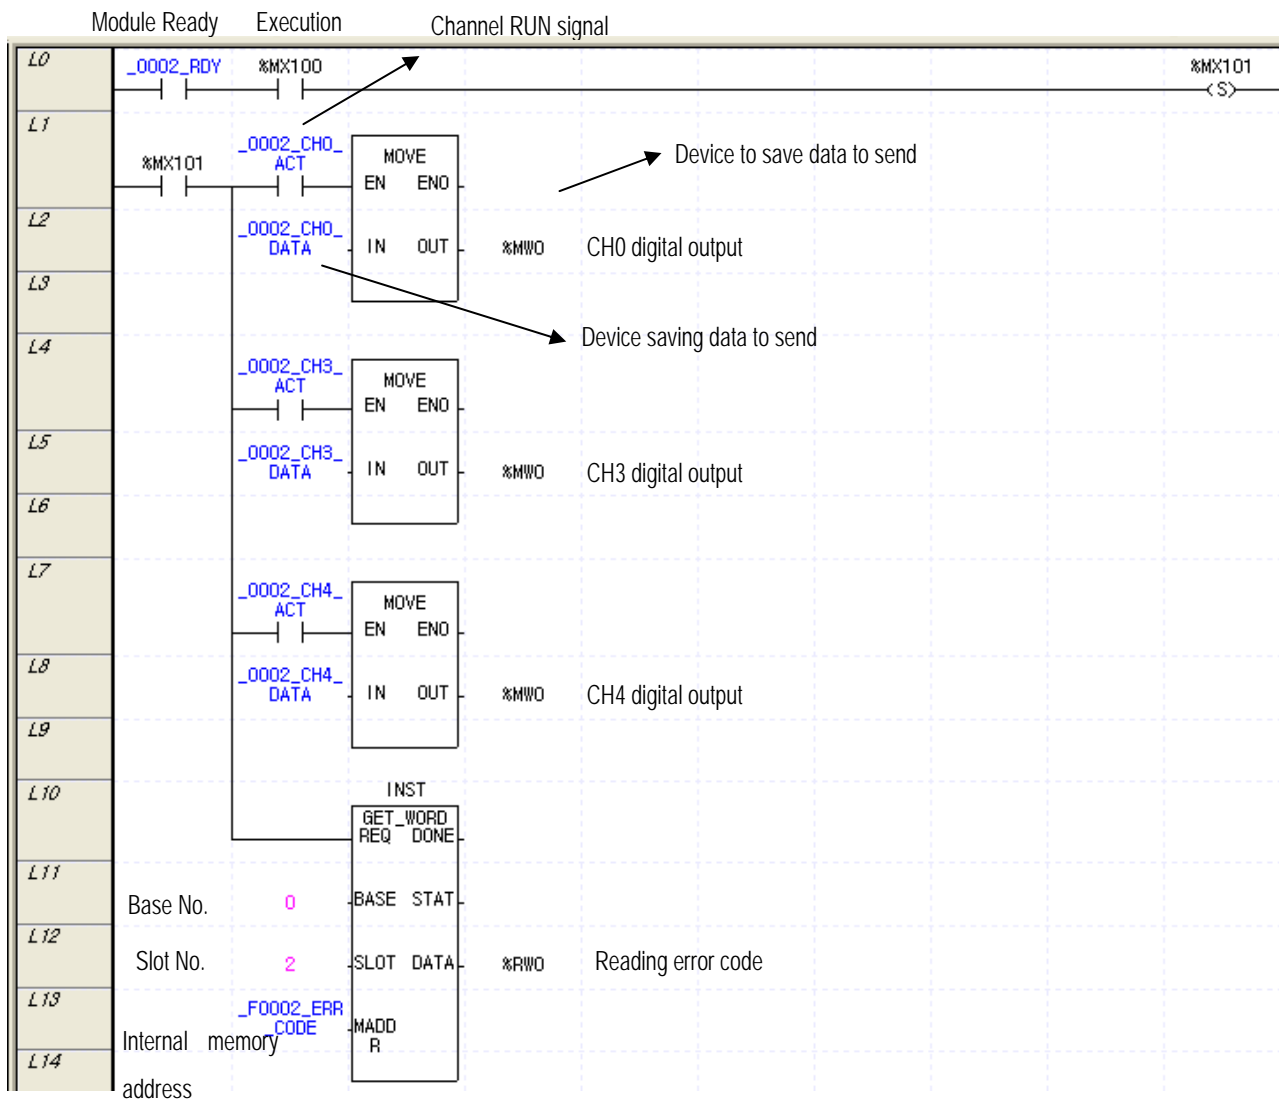 Module Ready Execution Channel RUN signal
L0 _0002_RDY %MX100 %MX101
(S)
L1
_0002_CH0_
%MX101 ACT MOVE Device to save data to send
EN ENO
L2 _0002_CH0_
DATA IN OUT %MW0 CH0 digital output
L3
Device saving data to send
L4
_0002_CH3_
ACT MOVE
EN ENO
L5 _0002_CH3_
DATA IN OUT %MW0 CH3 digital output
L6
L7
_0002_CH4_
ACT MOVE
EN ENO
L8 _0002_CH4_
DATA IN OUT %MW0 CH4 digital output
L9
L10 INST
GET_WORD
REQ DONE
L11
Base No. 0 BASE STAT
L12
Slot No. 2 SLOT DATA %RW0 Reading error code
L13 _F0002_ERR
_CODE MADD
Internal memory R
L14
address